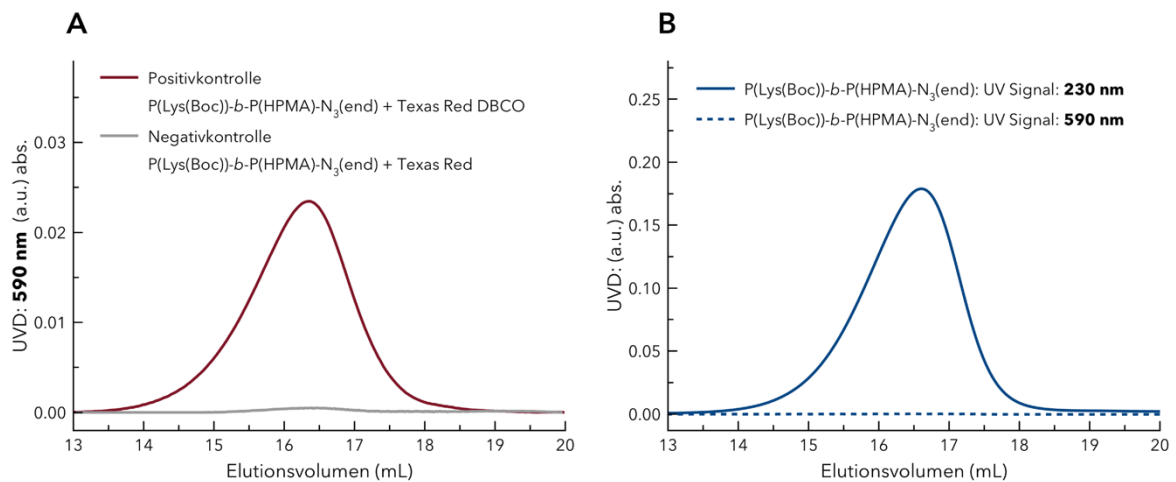 A
Positivkontrolle
P(Lys(Boc))-b-P(HPMA)-N₃(end) + Texas Red DBCO
Negativkontrolle
P(Lys(Boc))-b-P(HPMA)-N₃(end) + Texas Red
UVD: 590 nm (a.u.) abs.
0.03
0.02
0.01
0.00
13 14 15 16 17 18 19 20
Elutionsvolumen (mL)
B
P(Lys(Boc))-b-P(HPMA)-N₃(end): UV Signal: 230 nm
P(Lys(Boc))-b-P(HPMA)-N₃(end): UV Signal: 590 nm
UVD: (a.u.) abs.
0.25
0.20
0.15
0.10
0.05
0.00
13 14 15 16 17 18 19 20
Elutionsvolumen (mL)